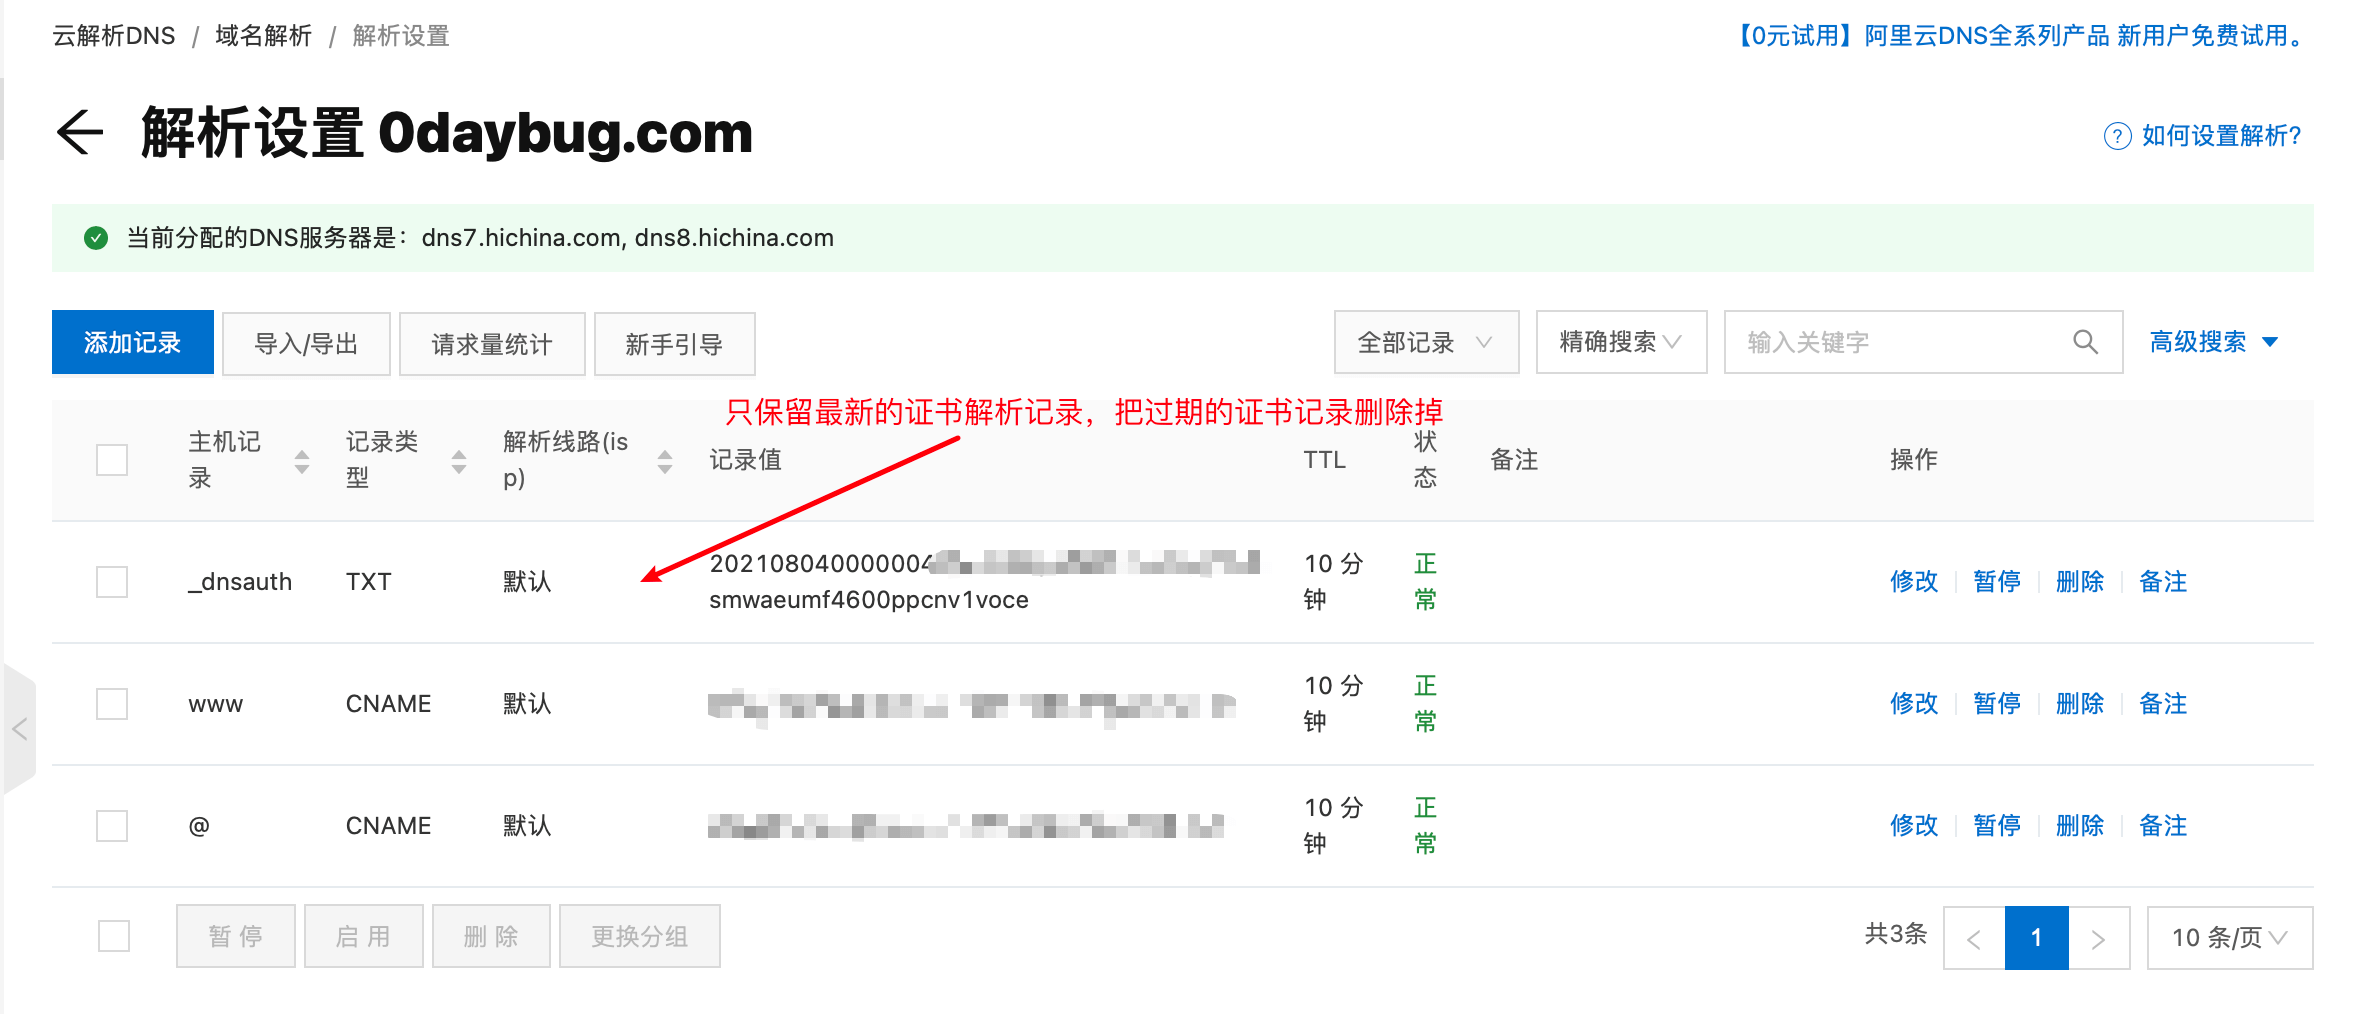 云解析DNS / 域名解析 / 解析设置
【0元试用】阿里云DNS全系列产品 新用户免费试用。
解析设置 0daybug.com
? 如何设置解析?
当前分配的DNS服务器是：dns7.hichina.com, dns8.hichina.com
添加记录 导入/导出 请求量统计 新手引导 全部记录 精确搜索 输入关键字 高级搜索
只保留最新的证书解析记录，把过期的证书记录删除掉
主机记录 记录类型 解析线路(isp) 记录值 TTL 状态 备注 操作
_dnsauth TXT 默认 202108040000004 10 分钟 正常 修改 暂停 删除 备注
smwaeumf4600ppcnv1voce
www CNAME 默认 10 分钟 正常 修改 暂停 删除 备注
@ CNAME 默认 10 分钟 正常 修改 暂停 删除 备注
暂 停 启 用 删 除 更换分组 共3条 < 1 > 10 条/页